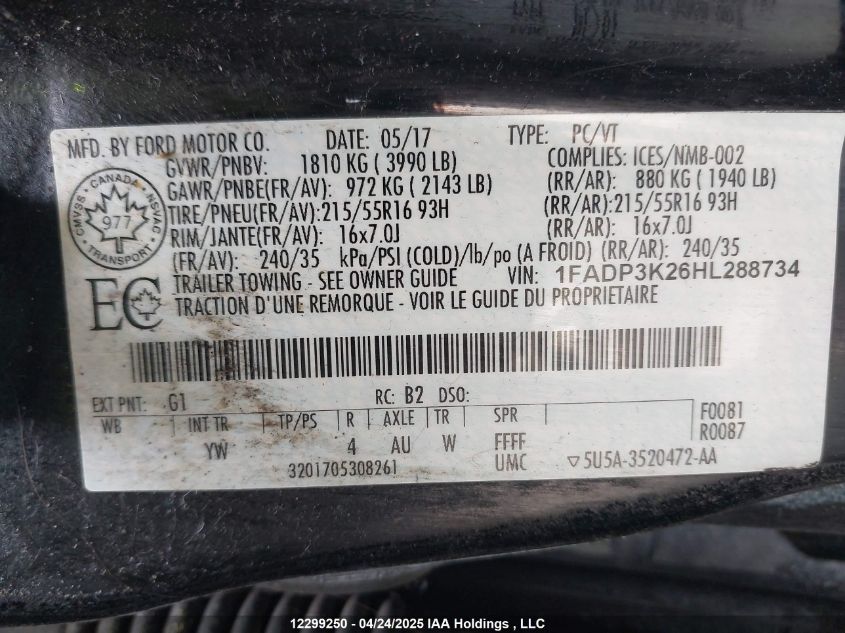 MFD. BY FORD MOTOR CO. DATE: 05/17 TYPE: PC/VT
GVWR/PNBV: 1810 KG ( 3990 LB) COMPLIES: ICES/NMB-002
GAWR/PNBE(FR/AV): 972 KG ( 2143 LB) (RR/AR): 880 KG ( 1940 LB)
TIRE/PNEU(FR/AV):215/55R16 93H (RR/AR):215/55R16 93H
RIM/JANTE(FR/AV): 16x7.0J (RR/AR): 16x7.0J
(FR/AV): 240/35 kPa/PSI (COLD)/lb/po (A FROID) (RR/AR): 240/35
TRAILER TOWING - SEE OWNER GUIDE VIN: 1FADP3K26HL288734
TRACTION D'UNE REMORQUE - VOIR LE GUIDE DU PROPRIETAIRE
CMVSS - CANADA - NSVAC
977
TRANSPORT
EC
EXT PNT: G1 RC: B2 DSO:
WB INT TR TP/PS R AXLE TR SPR F0081
YW 4 AU W FFFF R0087
3201705308261 UMC ▽5U5A-3520472-AA
12299250 - 04/24/2025 IAA Holdings , LLC